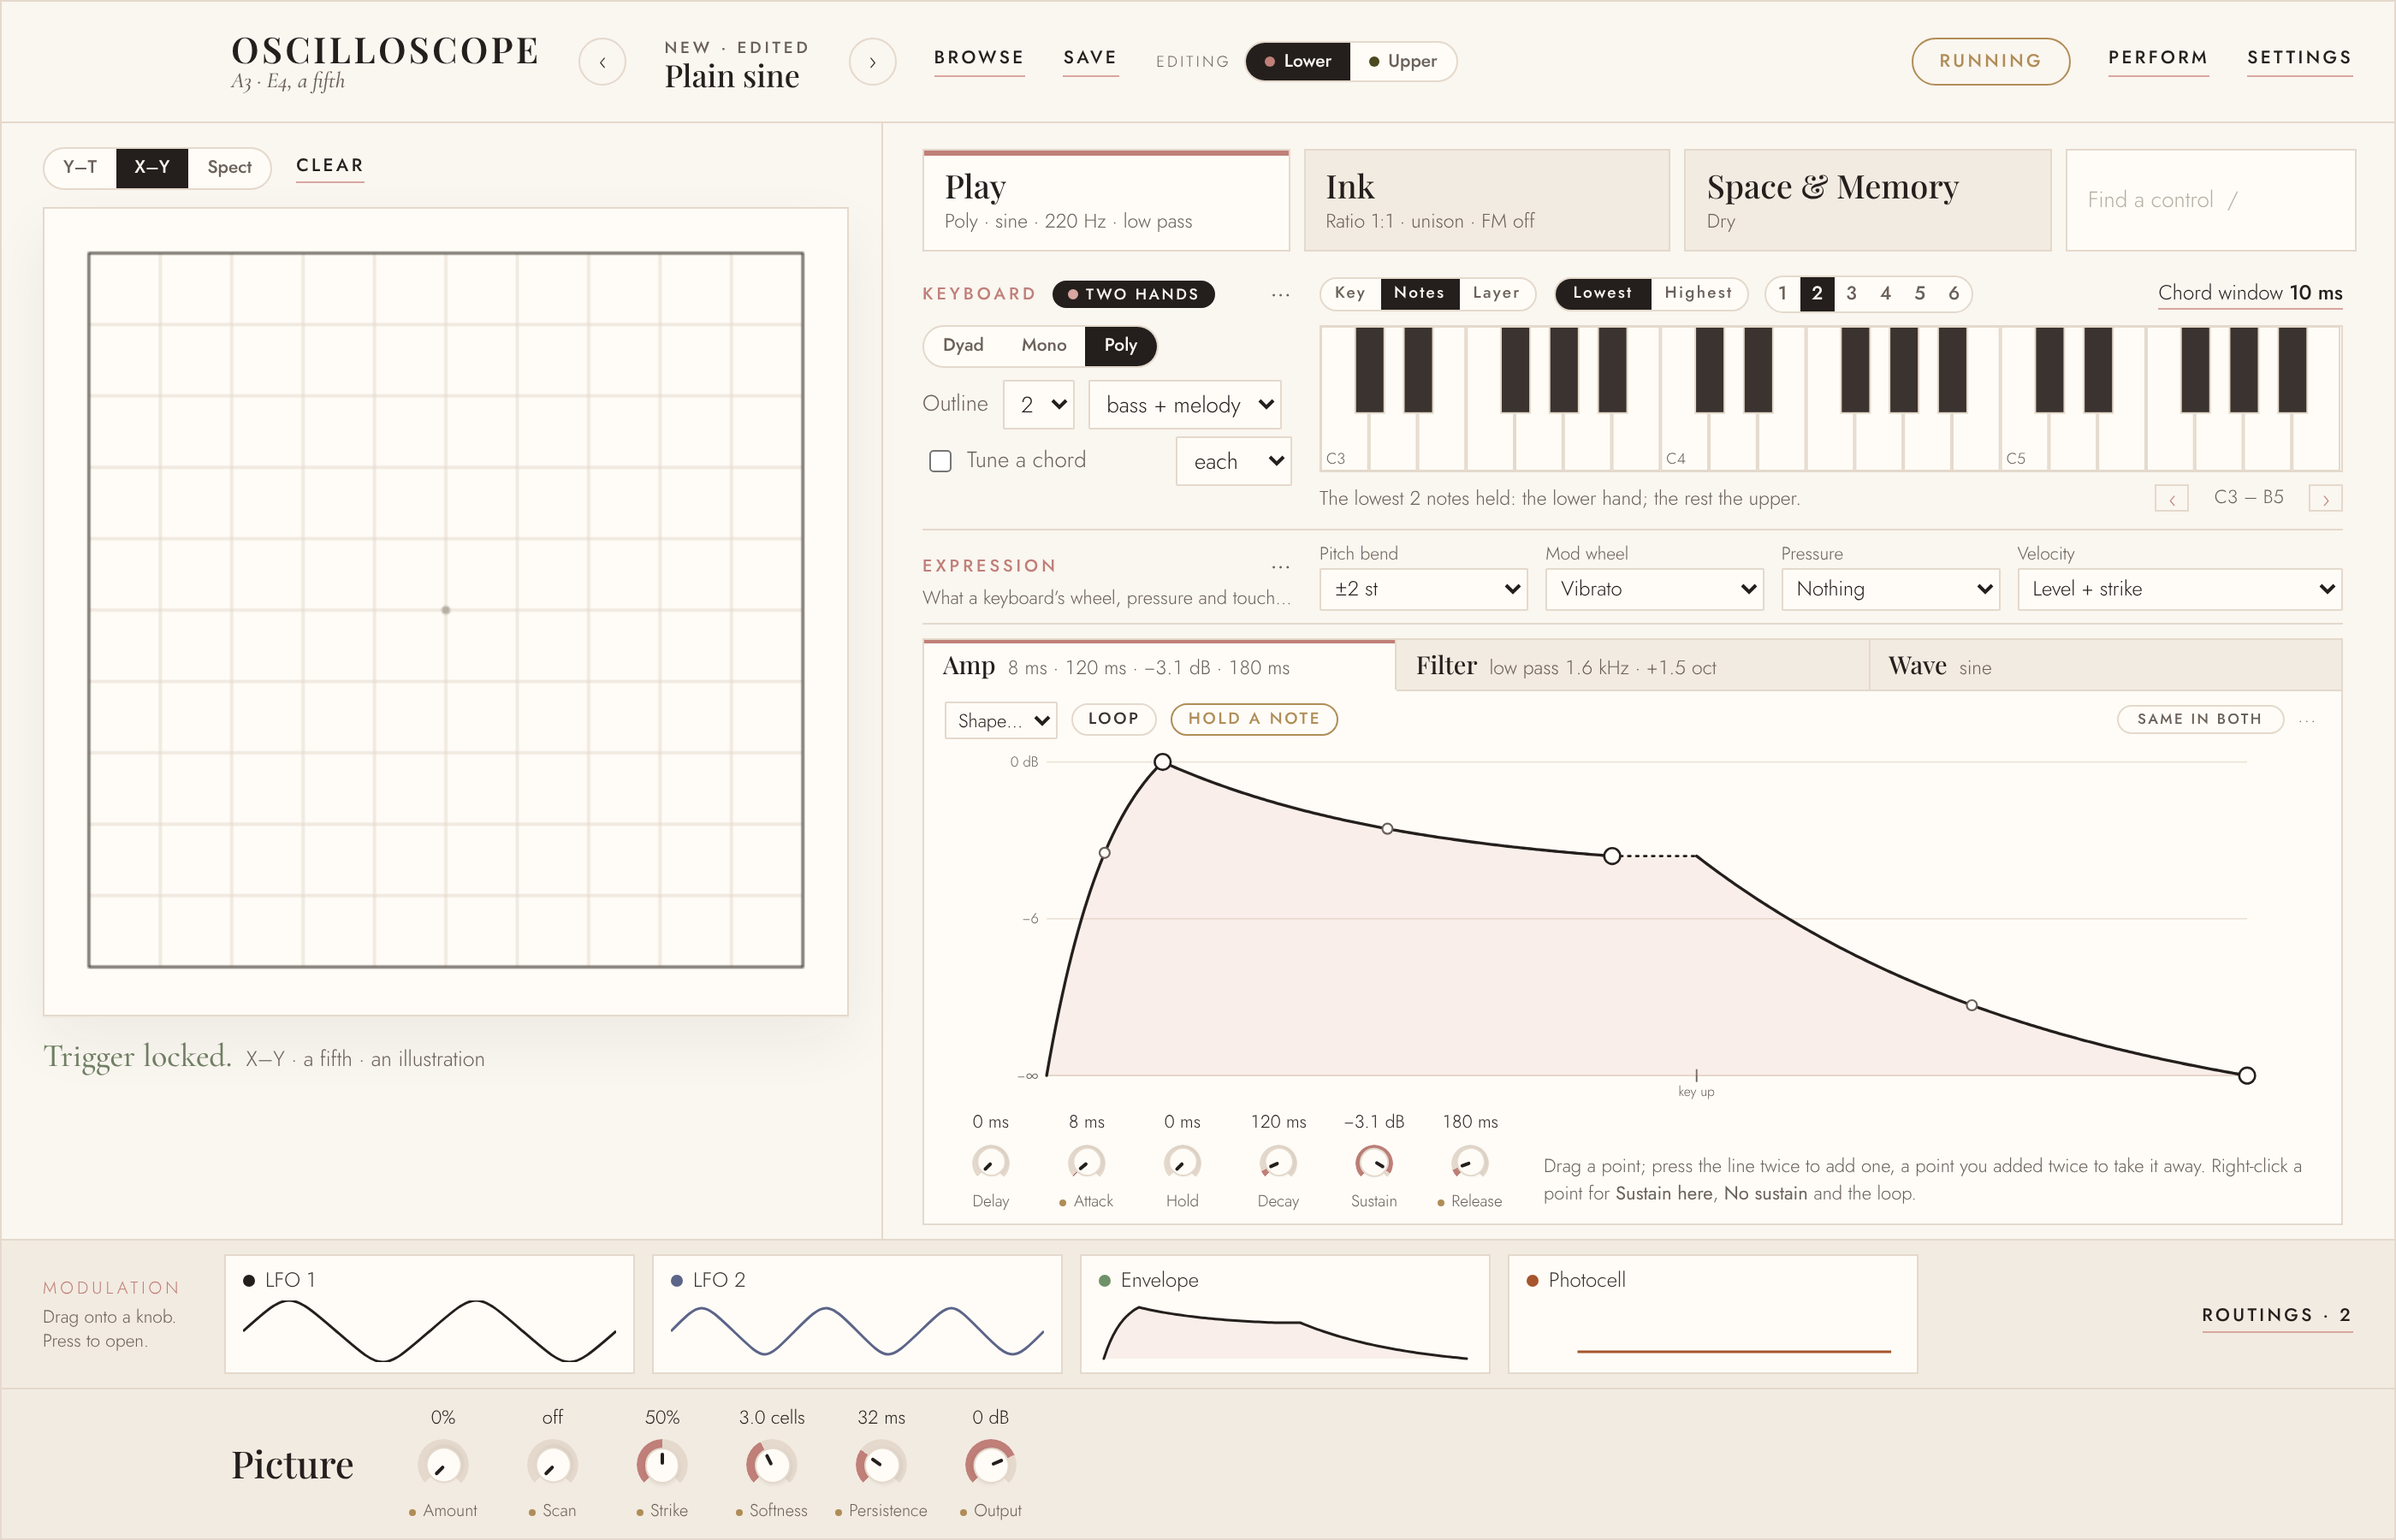 OSCILLOSCOPE
A3 · E4, a fifth
‹
NEW · EDITED
Plain sine
›
BROWSE
SAVE
EDITING
Lower
Upper
RUNNING
PERFORM
SETTINGS
Y–T
X–Y
Spect
CLEAR
Trigger locked. X–Y · a fifth · an illustration
Play
Poly · sine · 220 Hz · low pass
Ink
Ratio 1:1 · unison · FM off
Space & Memory
Dry
Find a control /
KEYBOARD
TWO HANDS
...
Key
Notes
Layer
Lowest
Highest
1 2 3 4 5 6
Chord window 10 ms
Dyad
Mono
Poly
Outline
2
bass + melody
Tune a chord
each
C3
C4
C5
The lowest 2 notes held: the lower hand; the rest the upper.
‹
C3 – B5
›
EXPRESSION
...
What a keyboard's wheel, pressure and touch...
Pitch bend
±2 st
Mod wheel
Vibrato
Pressure
Nothing
Velocity
Level + strike
Amp 8 ms · 120 ms · −3.1 dB · 180 ms
Filter low pass 1.6 kHz · +1.5 oct
Wave sine
Shape...
LOOP
HOLD A NOTE
SAME IN BOTH
...
0 dB
−6
−∞
key up
0 ms
8 ms
0 ms
120 ms
−3.1 dB
180 ms
Delay
Attack
Hold
Decay
Sustain
Release
Drag a point; press the line twice to add one, a point you added twice to take it away. Right-click a
point for Sustain here, No sustain and the loop.
MODULATION
Drag onto a knob.
Press to open.
LFO 1
LFO 2
Envelope
Photocell
ROUTINGS · 2
Picture
0%
off
50%
3.0 cells
32 ms
0 dB
Amount
Scan
Strike
Softness
Persistence
Output